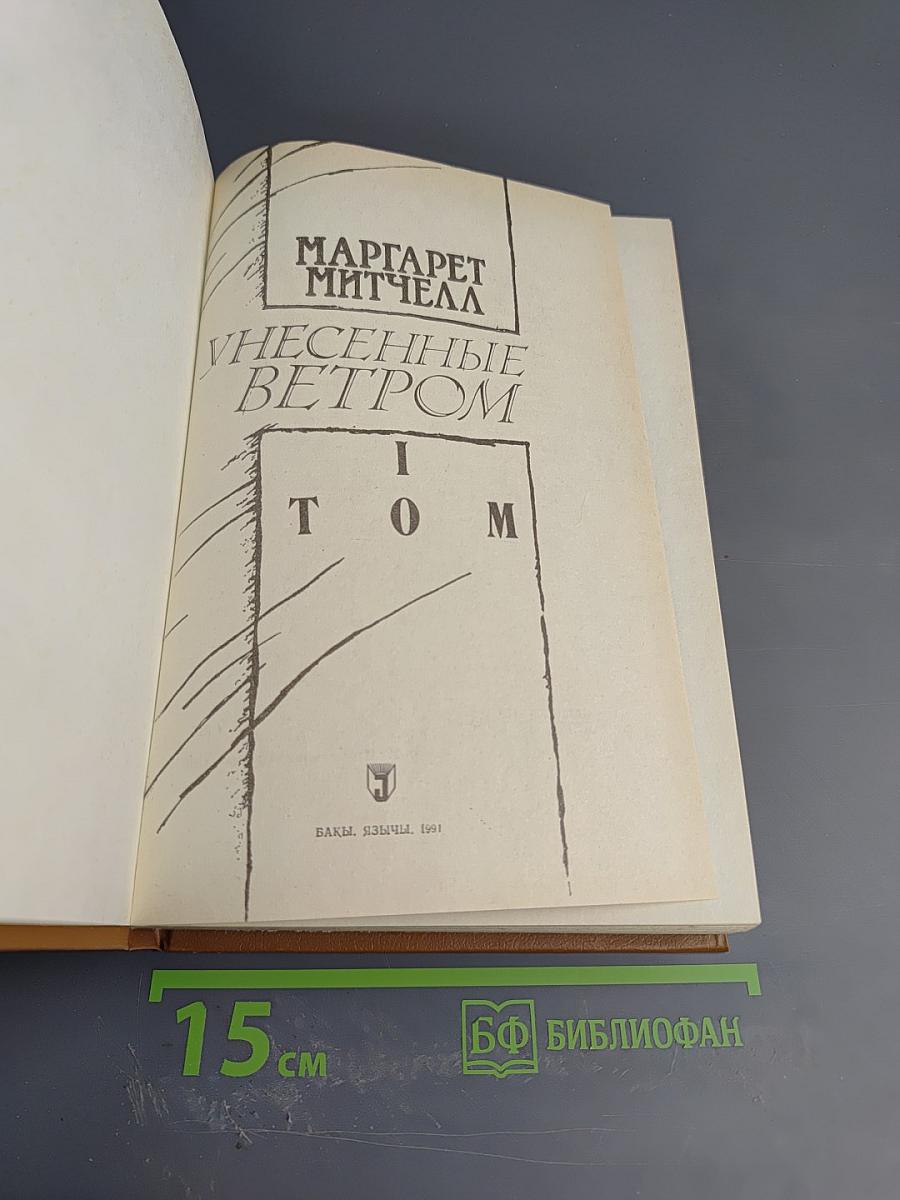 МАРГАРЕТ
МИТЧЕЛЛ
УНЕСЕННЫЕ
ВЕТРОМ
I
ТОМ
БАКЫ. ЯЗЫЧЫ. 1991
15 см
БФ БИБЛИОФАН